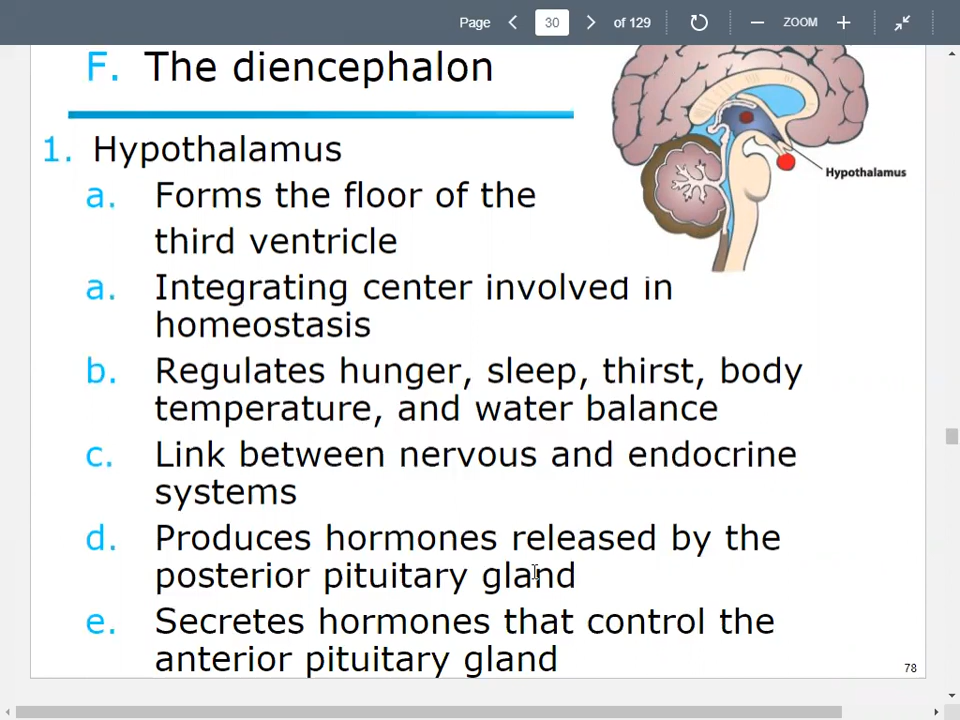 Page 30 of 129 ZOOM
F. The diencephalon
1. Hypothalamus
a. Forms the floor of the
third ventricle
Hypothalamus
a. Integrating center involved in
homeostasis
b. Regulates hunger, sleep, thirst, body
temperature, and water balance
c. Link between nervous and endocrine
systems
d. Produces hormones released by the
posterior pituitary gland
e. Secretes hormones that control the
anterior pituitary gland
78